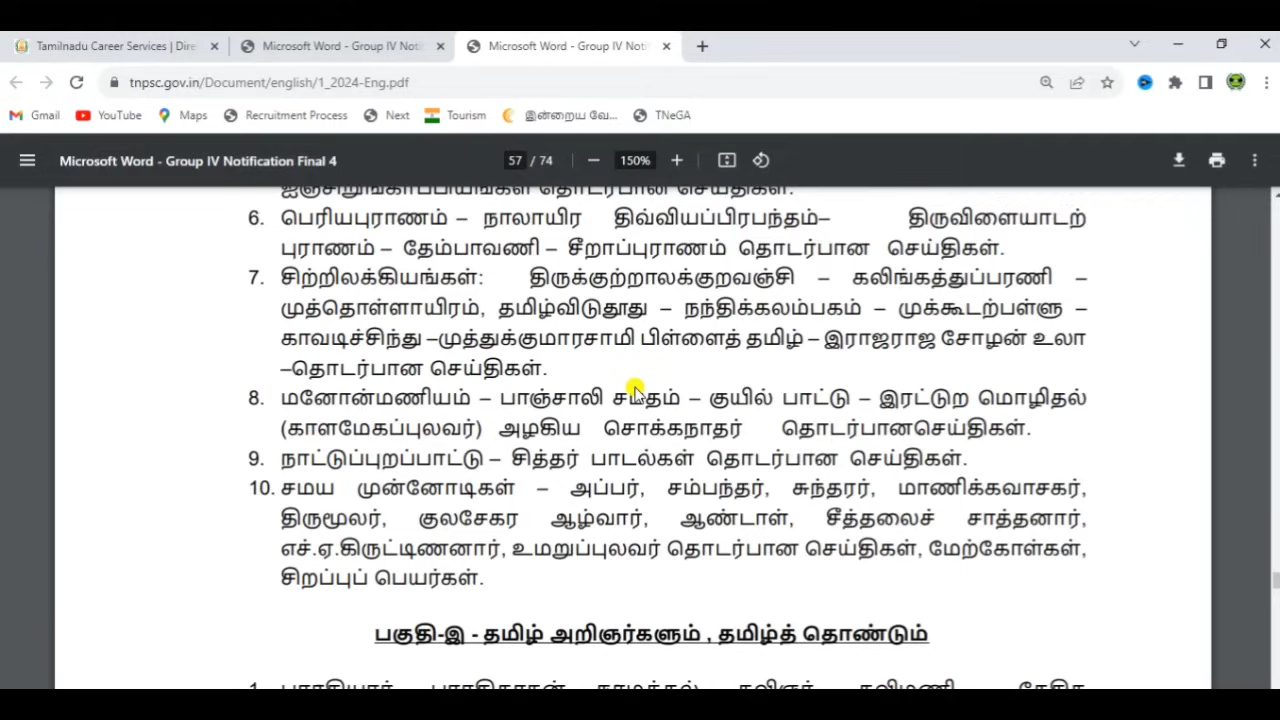 Tamilnadu Career Services | Dire
Microsoft Word - Group IV Noti
Microsoft Word - Group IV Noti
tnpsc.gov.in/Document/english/1_2024-Eng.pdf
Gmail YouTube Maps Recruitment Process Next Tourism இன்றைய வே... TNeGA
Microsoft Word - Group IV Notification Final 4 57 / 74 150%
ஐஞ்சிறுங்காப்பியங்கள் தொடர்பான செய்திகள்.
6. பெரியபுராணம் – நாலாயிர திவ்வியப்பிரபந்தம்– திருவிளையாடற்
புராணம் – தேம்பாவணி – சீறாப்புராணம் தொடர்பான செய்திகள்.
7. சிற்றிலக்கியங்கள்: திருக்குற்றாலக்குறவஞ்சி – கலிங்கத்துப்பரணி –
முத்தொள்ளாயிரம், தமிழ்விடுதூது – நந்திக்கலம்பகம் – முக்கூடற்பள்ளு –
காவடிச்சிந்து –முத்துக்குமாரசாமி பிள்ளைத் தமிழ் – இராஜராஜ சோழன் உலா
–தொடர்பான செய்திகள்.
8. மனோன்மணியம் – பாஞ்சாலி சபதம் – குயில் பாட்டு – இரட்டுற மொழிதல்
(காளமேகப்புலவர்) அழகிய சொக்கநாதர் தொடர்பானசெய்திகள்.
9. நாட்டுப்புறப்பாட்டு – சித்தர் பாடல்கள் தொடர்பான செய்திகள்.
10. சமய முன்னோடிகள் – அப்பர், சம்பந்தர், சுந்தரர், மாணிக்கவாசகர்,
திருமூலர், குலசேகர ஆழ்வார், ஆண்டாள், சீத்தலைச் சாத்தனார்,
எச்.ஏ.கிருட்டிணனார், உமறுப்புலவர் தொடர்பான செய்திகள், மேற்கோள்கள்,
சிறப்புப் பெயர்கள்.
பகுதி-இ - தமிழ் அறிஞர்களும் , தமிழ்த் தொண்டும்